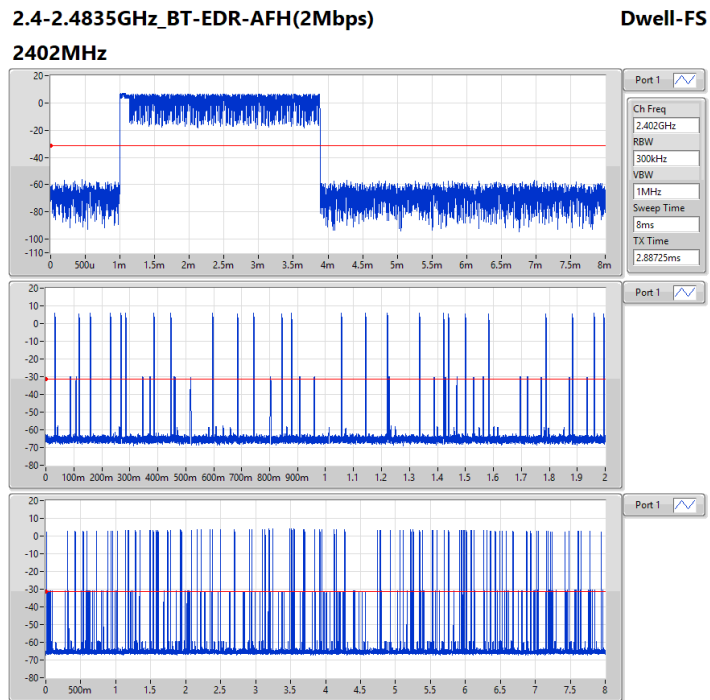 2.4-2.4835GHz_BT-EDR-AFH(2Mbps) Dwell-FS
2402MHz
20
0
-20
-40
-60
-80
-100
-110
0 500u 1m 1.5m 2m 2.5m 3m 3.5m 4m 4.5m 5m 5.5m 6m 6.5m 7m 7.5m 8m
Port 1
Ch Freq
2.402GHz
RBW
300kHz
VBW
1MHz
Sweep Time
8ms
TX Time
2.88725ms
20
10
0
-10
-20
-30
-40
-50
-60
-70
-80
0 100m 200m 300m 400m 500m 600m 700m 800m 900m 1 1.1 1.2 1.3 1.4 1.5 1.6 1.7 1.8 1.9 2
Port 1
20
10
0
-10
-20
-30
-40
-50
-60
-70
-80
0 500m 1 1.5 2 2.5 3 3.5 4 4.5 5 5.5 6 6.5 7 7.5 8
Port 1